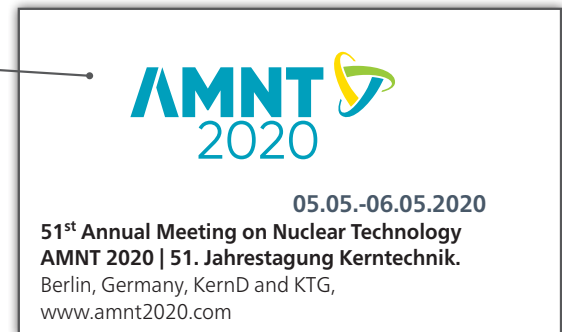 AMNT
2020
05.05.-06.05.2020
51st Annual Meeting on Nuclear Technology
AMNT 2020 | 51. Jahrestagung Kerntechnik.
Berlin, Germany, KernD and KTG,
www.amnt2020.com